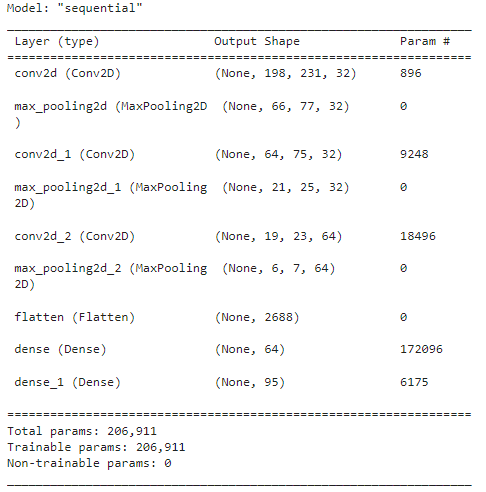 Model: "sequential"
_________________________________________________________________
Layer (type) Output Shape Param #
=================================================================
conv2d (Conv2D) (None, 198, 231, 32) 896
max_pooling2d (MaxPooling2D (None, 66, 77, 32) 0
)
conv2d_1 (Conv2D) (None, 64, 75, 32) 9248
max_pooling2d_1 (MaxPooling (None, 21, 25, 32) 0
2D)
conv2d_2 (Conv2D) (None, 19, 23, 64) 18496
max_pooling2d_2 (MaxPooling (None, 6, 7, 64) 0
2D)
flatten (Flatten) (None, 2688) 0
dense (Dense) (None, 64) 172096
dense_1 (Dense) (None, 95) 6175
=================================================================
Total params: 206,911
Trainable params: 206,911
Non-trainable params: 0
_________________________________________________________________